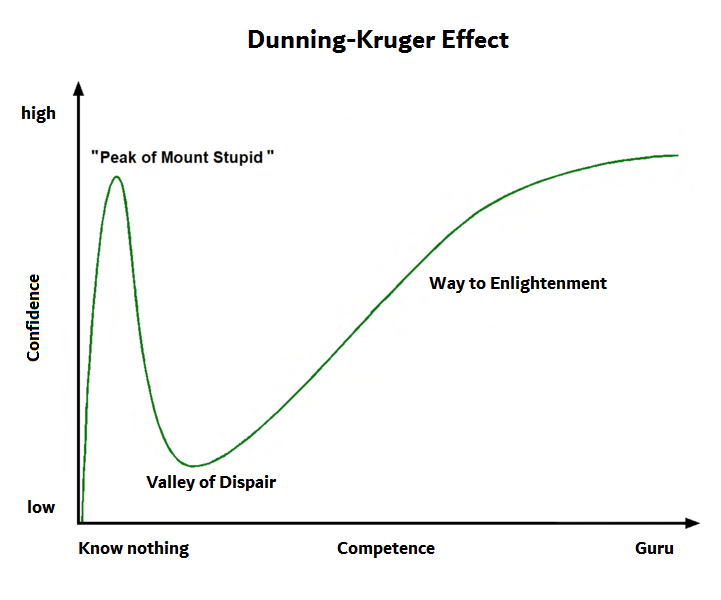 Dunning-Kruger Effect
high
"Peak of Mount Stupid "
Confidence
Way to Enlightenment
Valley of Dispair
low
Know nothing
Competence
Guru